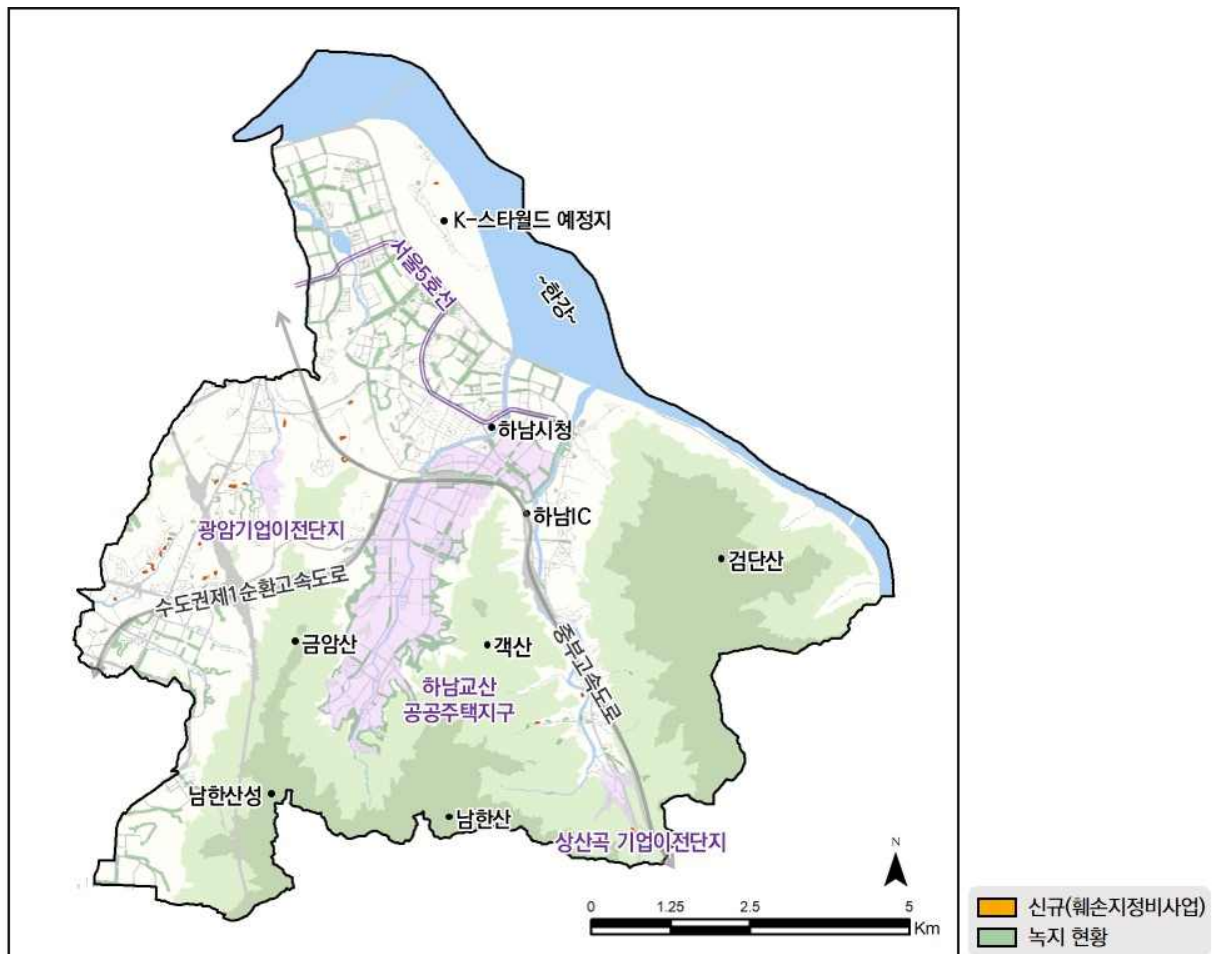 K-스타월드 예정지
서울5호선
~한강~
하남시청
하남IC
광암기업이전단지
검단산
수도권제1순환고속도로
금암산
객산
중부고속도로
하남교산
공공주택지구
남한산성
남한산
상산곡 기업이전단지
N
0 1.25 2.5 5
Km
신규(훼손지정비사업)
녹지 현황